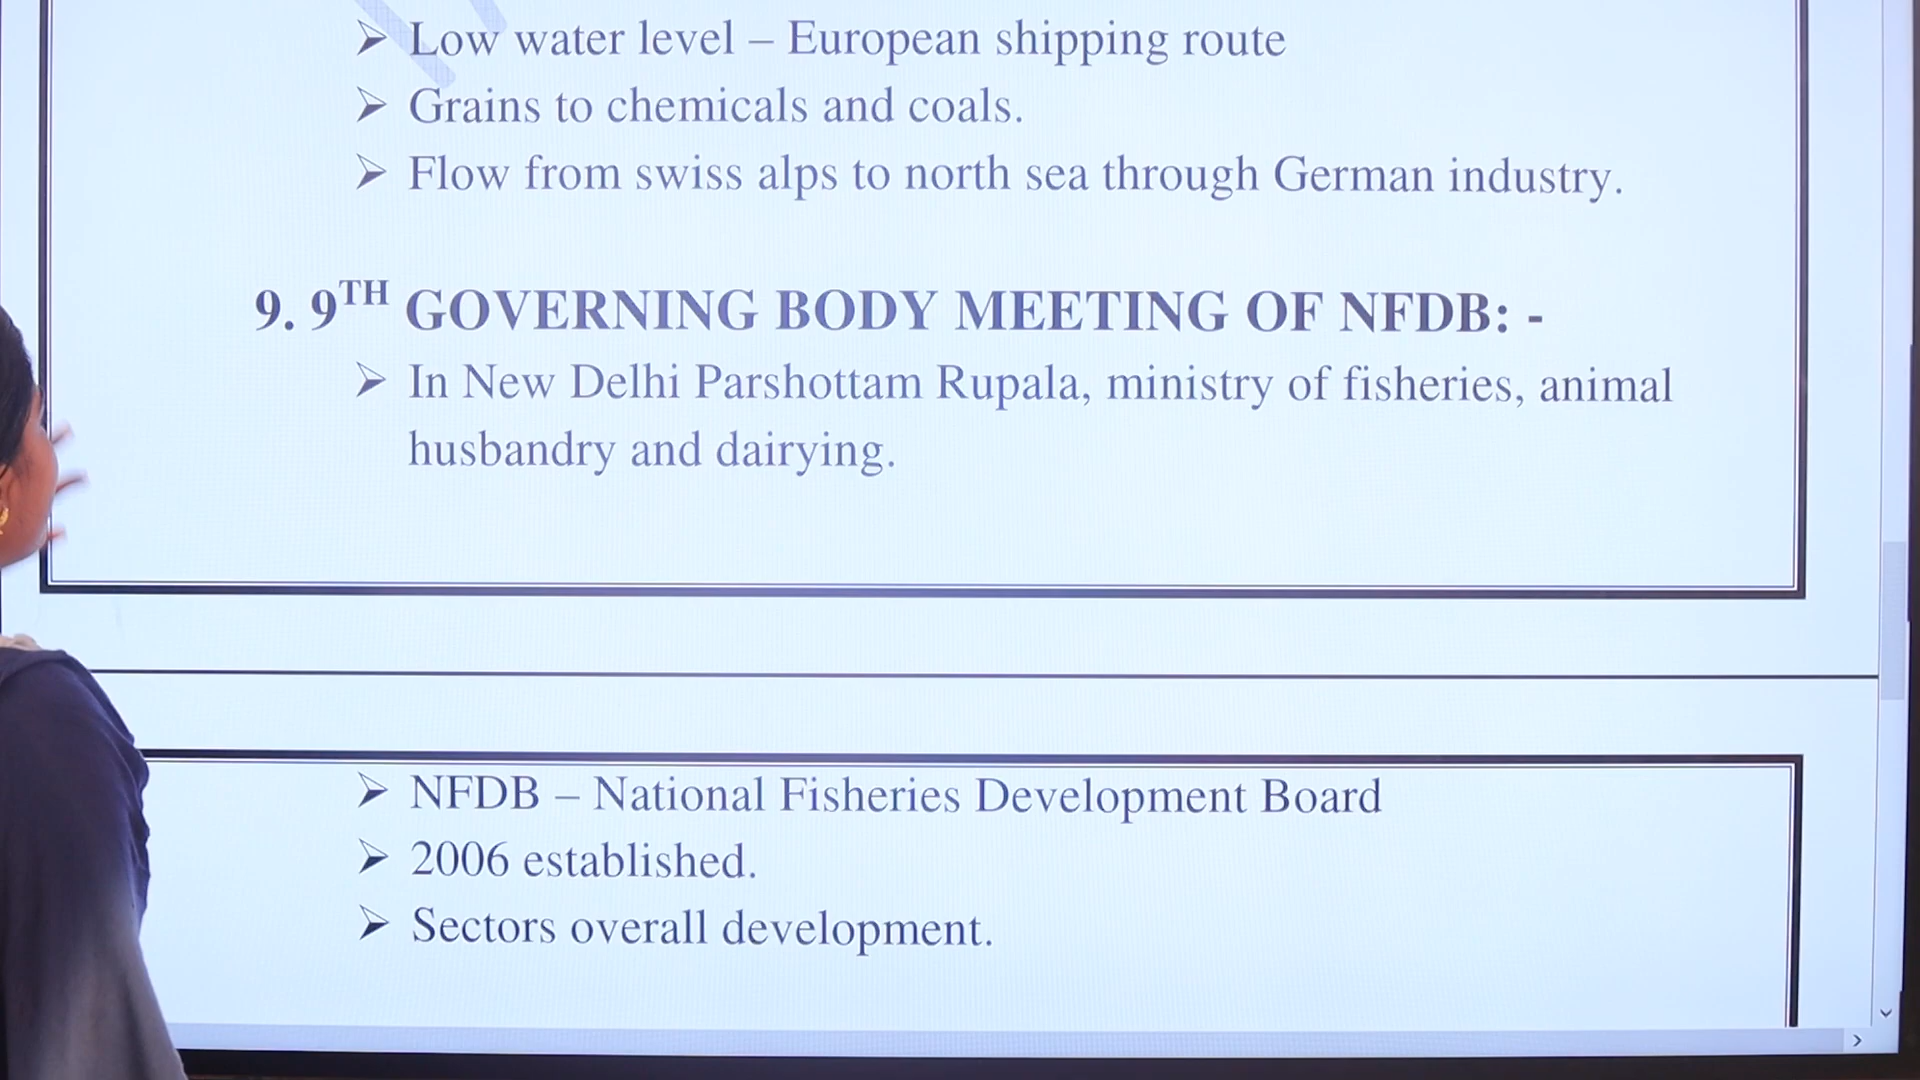 ➢ Low water level – European shipping route
➢ Grains to chemicals and coals.
➢ Flow from swiss alps to north sea through German industry.
9. 9TH GOVERNING BODY MEETING OF NFDB: -
➢ In New Delhi Parshottam Rupala, ministry of fisheries, animal
husbandry and dairying.
➢ NFDB – National Fisheries Development Board
➢ 2006 established.
➢ Sectors overall development.